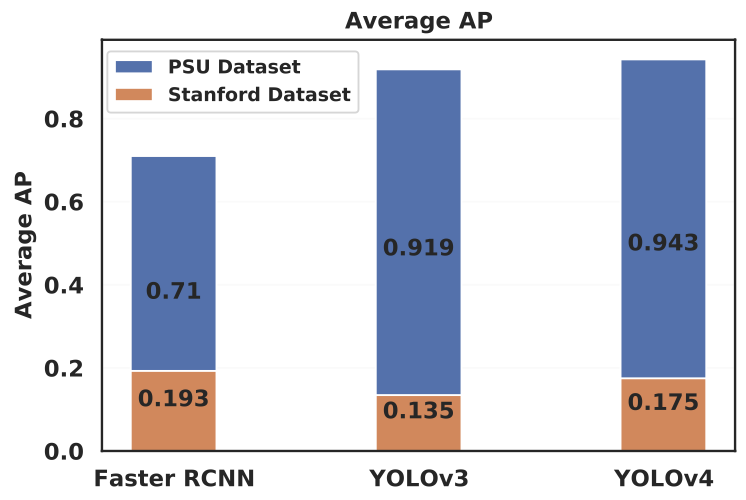 Average AP
PSU Dataset
Stanford Dataset
Average AP
0.8
0.6
0.4
0.2
0.0
0.71
0.919
0.943
0.193
0.135
0.175
Faster RCNN
YOLOv3
YOLOv4